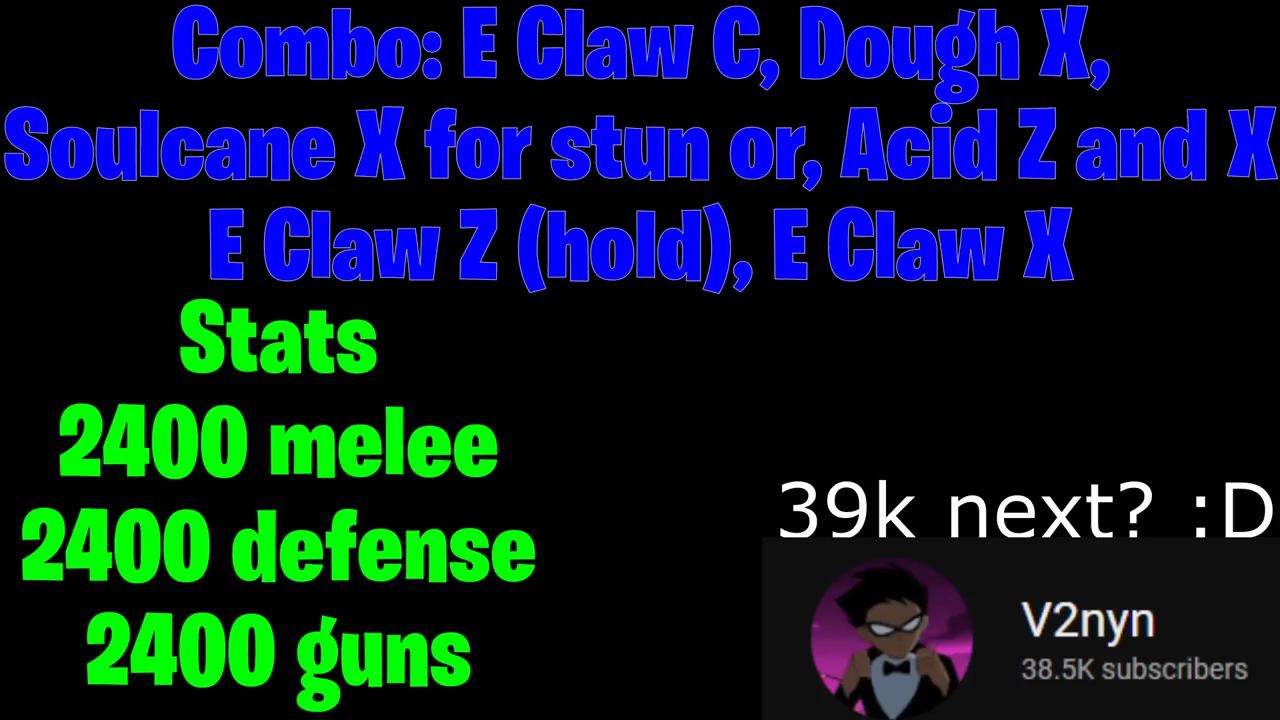 Combo: E Claw C, Dough X,
Soulcane X for stun or, Acid Z and X
E Claw Z (hold), E Claw X
Stats
2400 melee
2400 defense
2400 guns
39k next? :D
V2nyn
38.5K subscribers